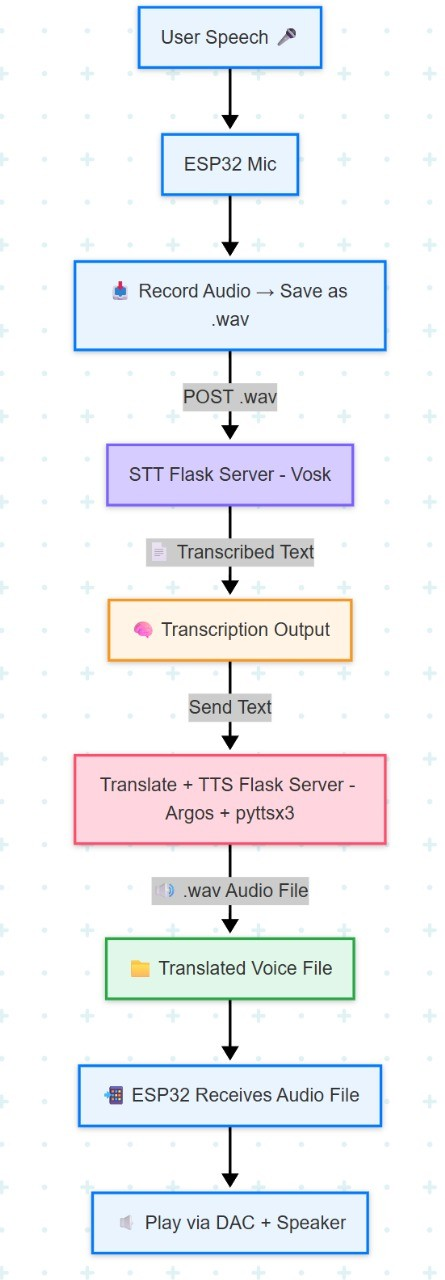 User Speech 🎤
ESP32 Mic
📥 Record Audio → Save as
.wav
POST .wav
STT Flask Server - Vosk
📄 Transcribed Text
🧠 Transcription Output
Send Text
Translate + TTS Flask Server -
Argos + pyttsx3
🔊 .wav Audio File
📁 Translated Voice File
📲 ESP32 Receives Audio File
🔈 Play via DAC + Speaker